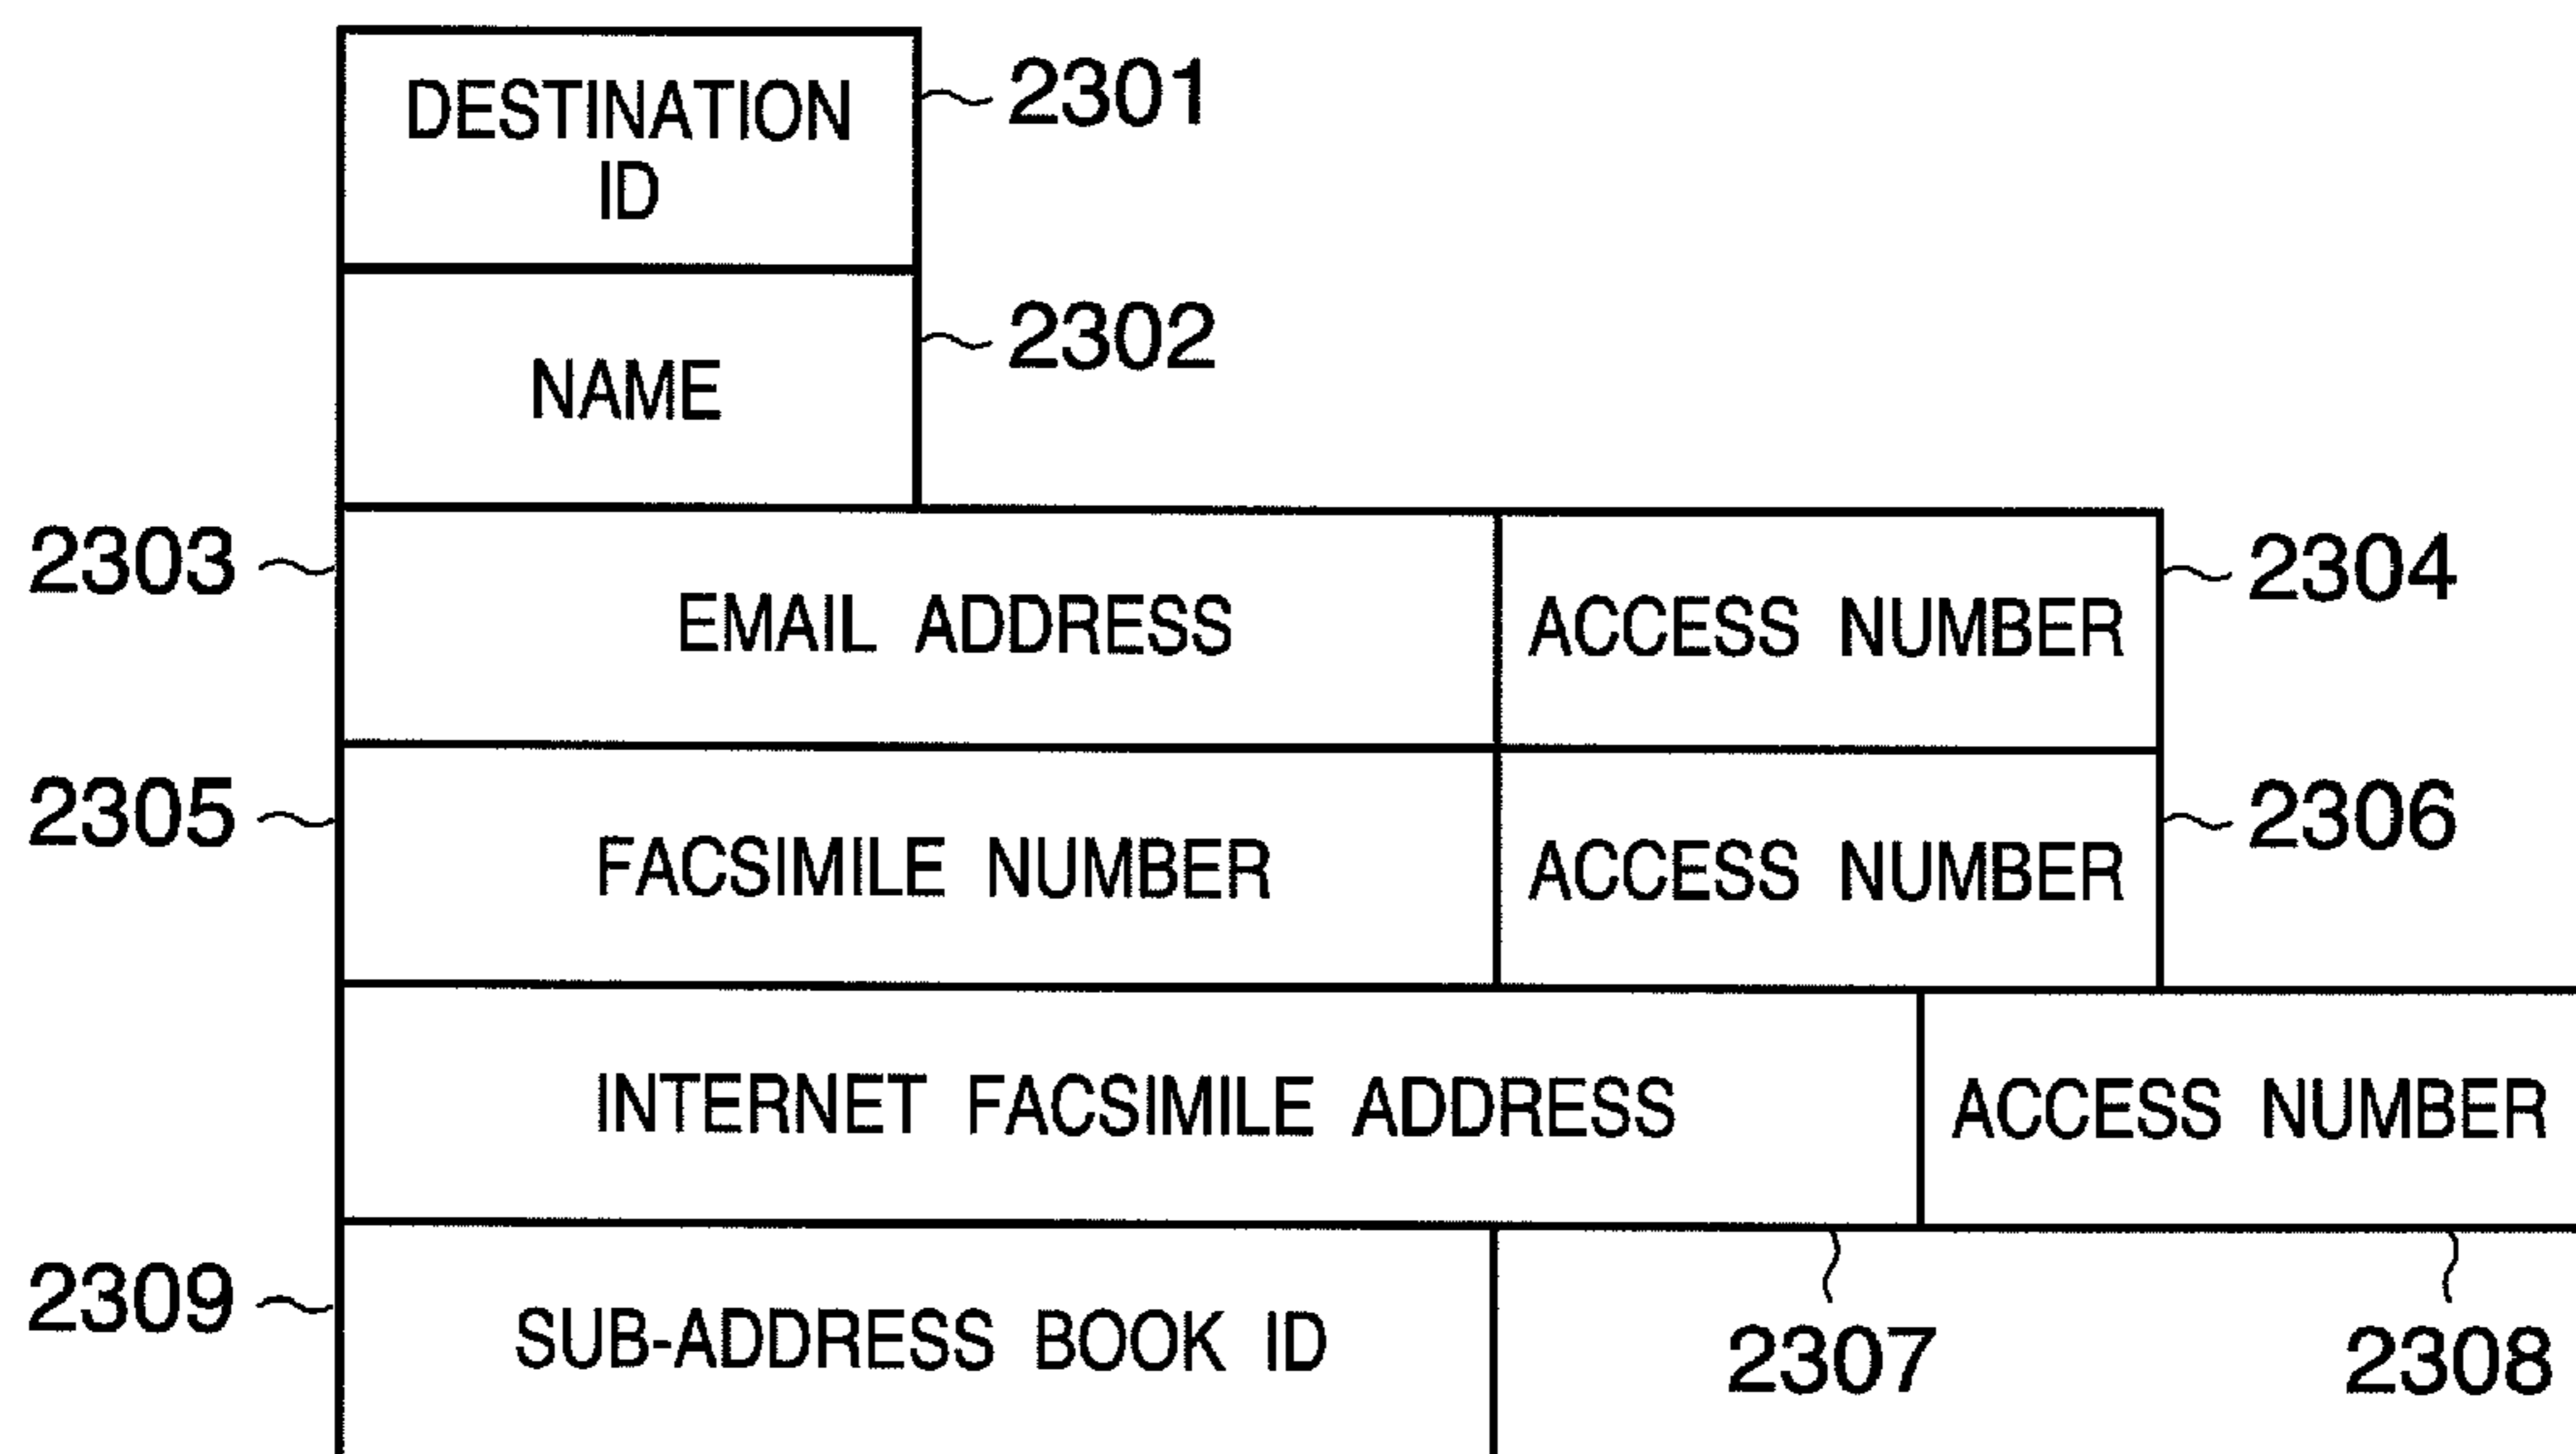 DESTINATION
ID
2301
NAME
2302
2303
EMAIL ADDRESS
ACCESS NUMBER
2304
2305
FACSIMILE NUMBER
ACCESS NUMBER
2306
INTERNET FACSIMILE ADDRESS
ACCESS NUMBER
2309
SUB-ADDRESS BOOK ID
2307
2308